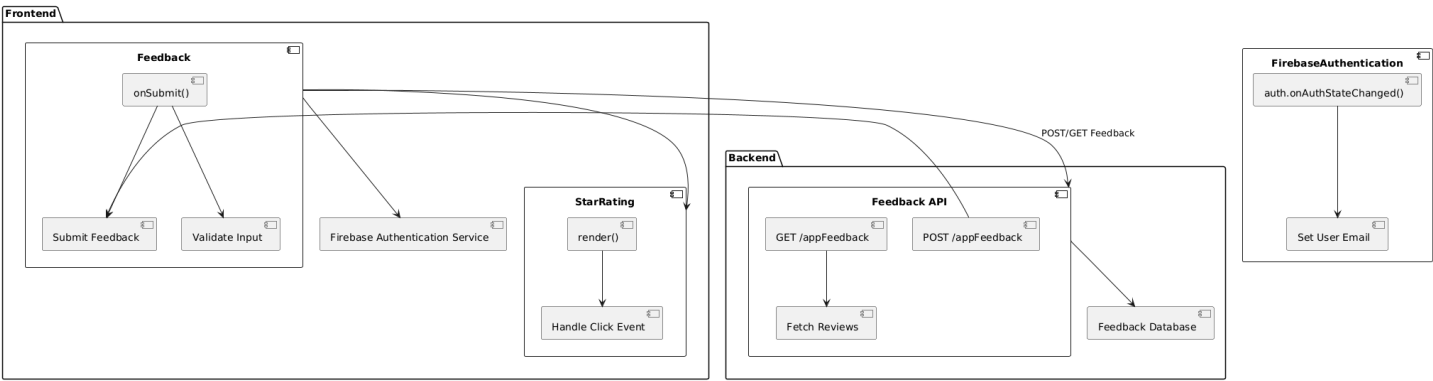 Frontend
Feedback
onSubmit()
Submit Feedback
Validate Input
Firebase Authentication Service
StarRating
render()
Handle Click Event
POST/GET Feedback
Backend
Feedback API
GET /appFeedback
POST /appFeedback
Fetch Reviews
Feedback Database
FirebaseAuthentication
auth.onAuthStateChanged()
Set User Email